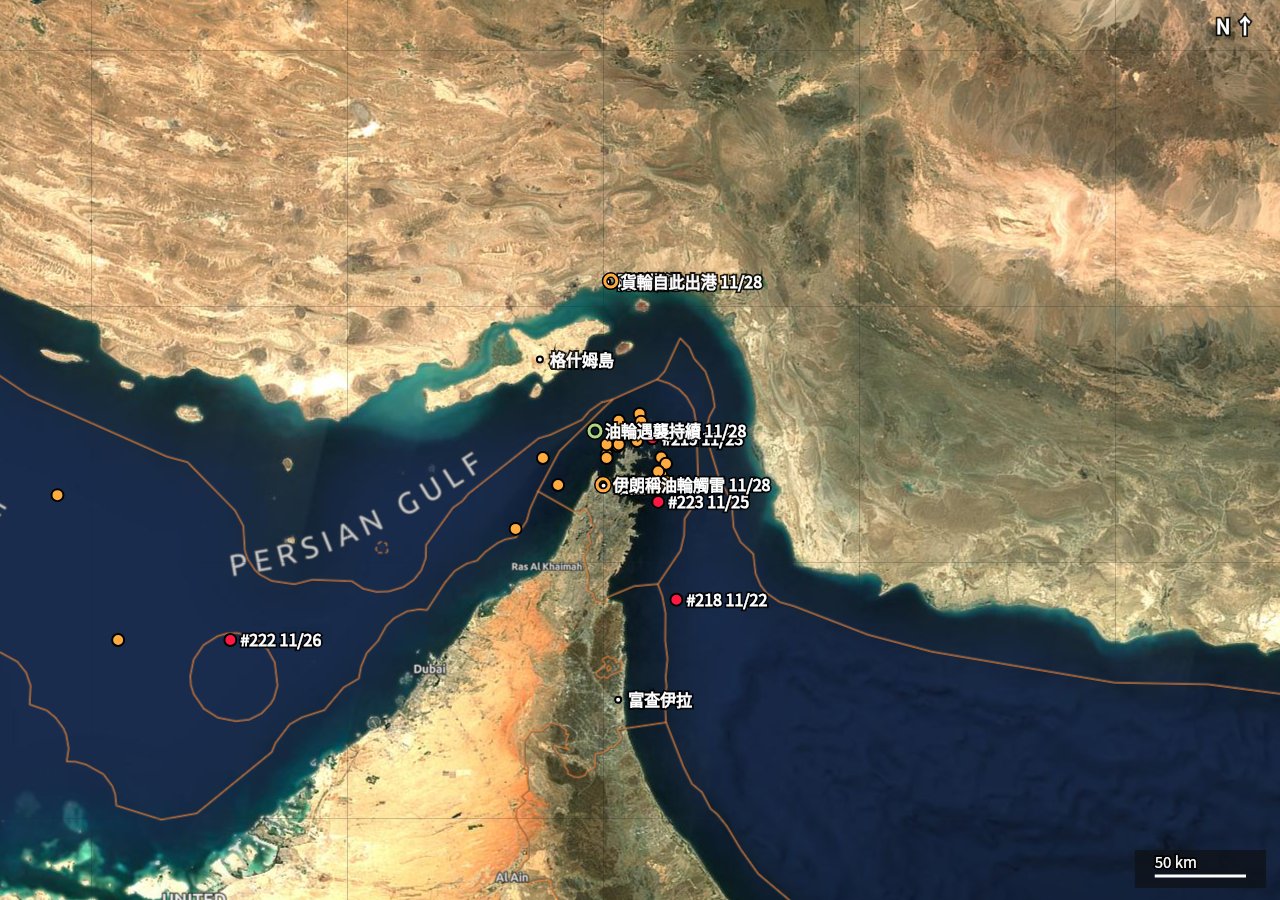 N ↑
貨輪自此出港 11/28
格什姆島
油輪遇襲持續 11/28
伊朗稱油輪觸雷 11/28
#223 11/25
PERSIAN GULF
Ras Al Khaimah
#218 11/22
#222 11/26
Dubai
富查伊拉
50 km
Al Ain
UNITED